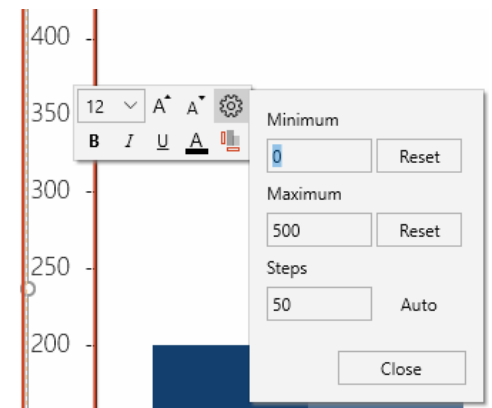 400
350
300
250
200
12 A A
B I U A
Minimum
0 Reset
Maximum
500 Reset
Steps
50 Auto
Close